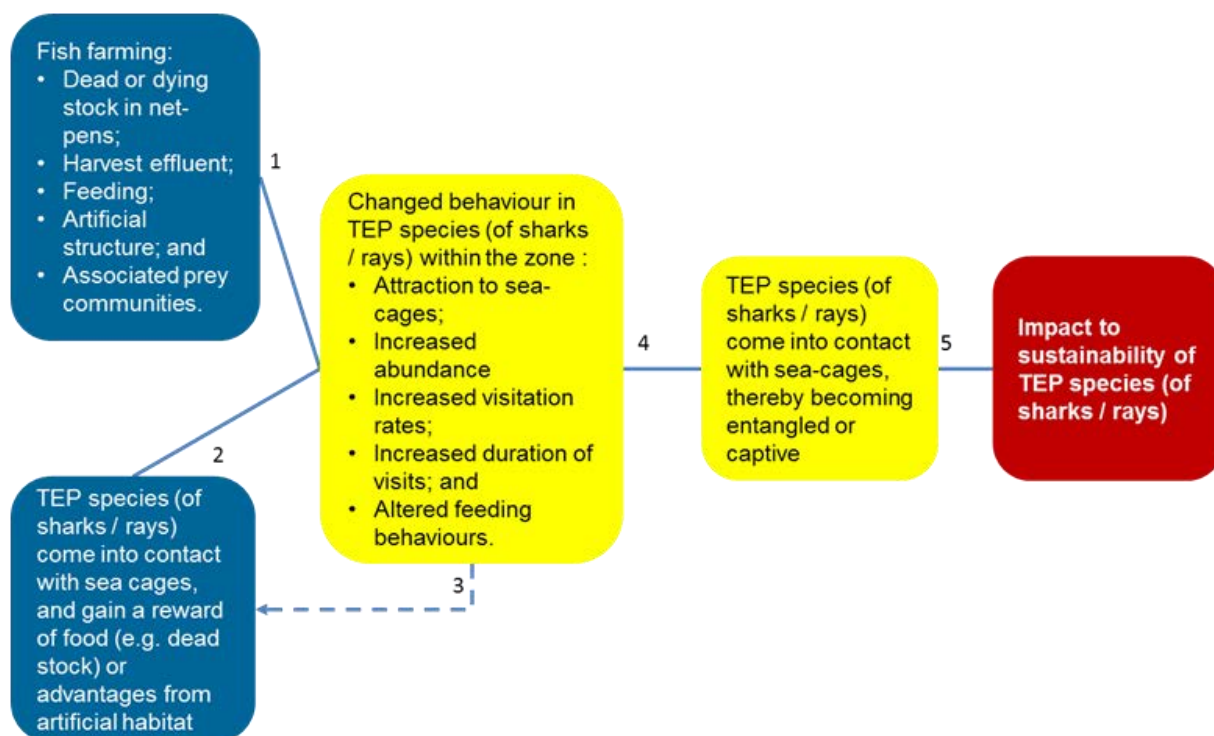 Fish farming:
• Dead or dying
stock in net-
pens;
• Harvest effluent;
• Feeding;
• Artificial
structure; and
• Associated prey
communities.
1
2
TEP species (of
sharks / rays)
come into contact
with sea cages,
and gain a reward
of food (e.g. dead
stock) or
advantages from
artificial habitat
Changed behaviour in
TEP species (of sharks
/ rays) within the zone :
• Attraction to sea-
cages;
• Increased
abundance
• Increased visitation
rates;
• Increased duration of
visits; and
• Altered feeding
behaviours.
3
4
TEP species (of
sharks / rays)
come into contact
with sea-cages,
thereby becoming
entangled or
captive
5
Impact to
sustainability of
TEP species (of
sharks / rays)